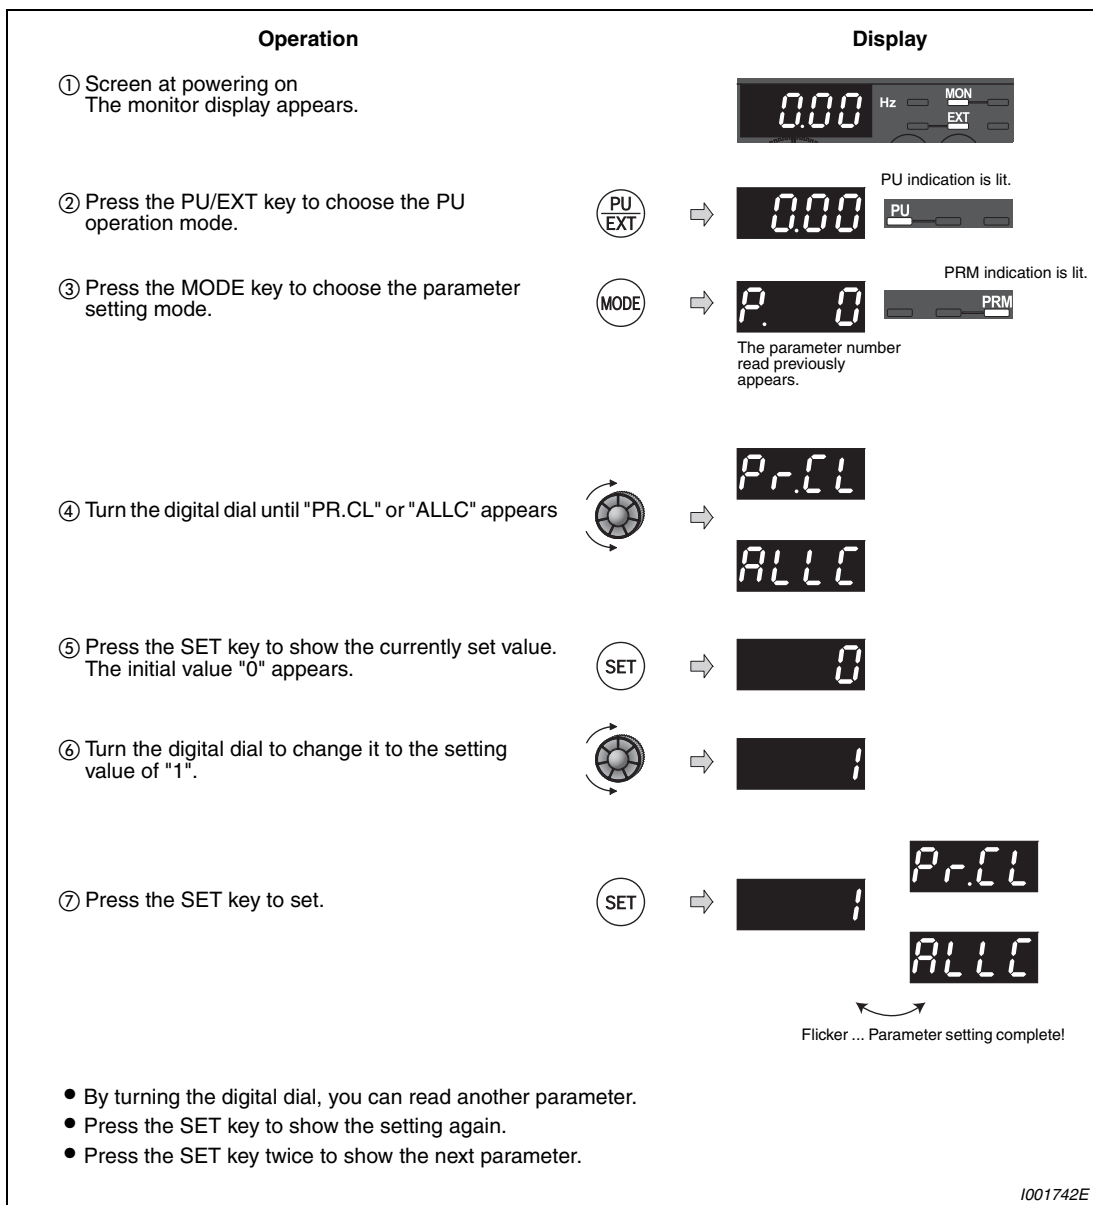 Operation
Display
① Screen at powering on
The monitor display appears.
0.00 Hz MON
EXT
② Press the PU/EXT key to choose the PU
operation mode.
PU
EXT
0.00
PU indication is lit.
PU
③ Press the MODE key to choose the parameter
setting mode.
MODE
P. 0
PRM indication is lit.
PRM
The parameter number
read previously
appears.
④ Turn the digital dial until "PR.CL" or "ALLC" appears
Pr.CL
ALLC
⑤ Press the SET key to show the currently set value.
The initial value "0" appears.
SET
0
⑥ Turn the digital dial to change it to the setting
value of "1".
1
⑦ Press the SET key to set.
SET
1
Pr.CL
ALLC
Flicker ... Parameter setting complete!
● By turning the digital dial, you can read another parameter.
● Press the SET key to show the setting again.
● Press the SET key twice to show the next parameter.
I001742E